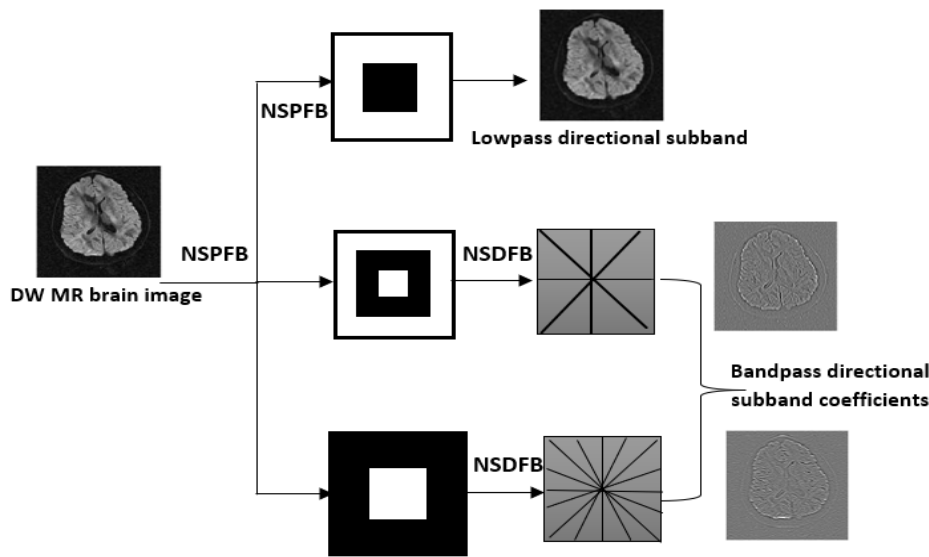 NSPFB
Lowpass directional subband
NSPFB
DW MR brain image
NSDFB
Bandpass directional
subband coefficients
NSDFB